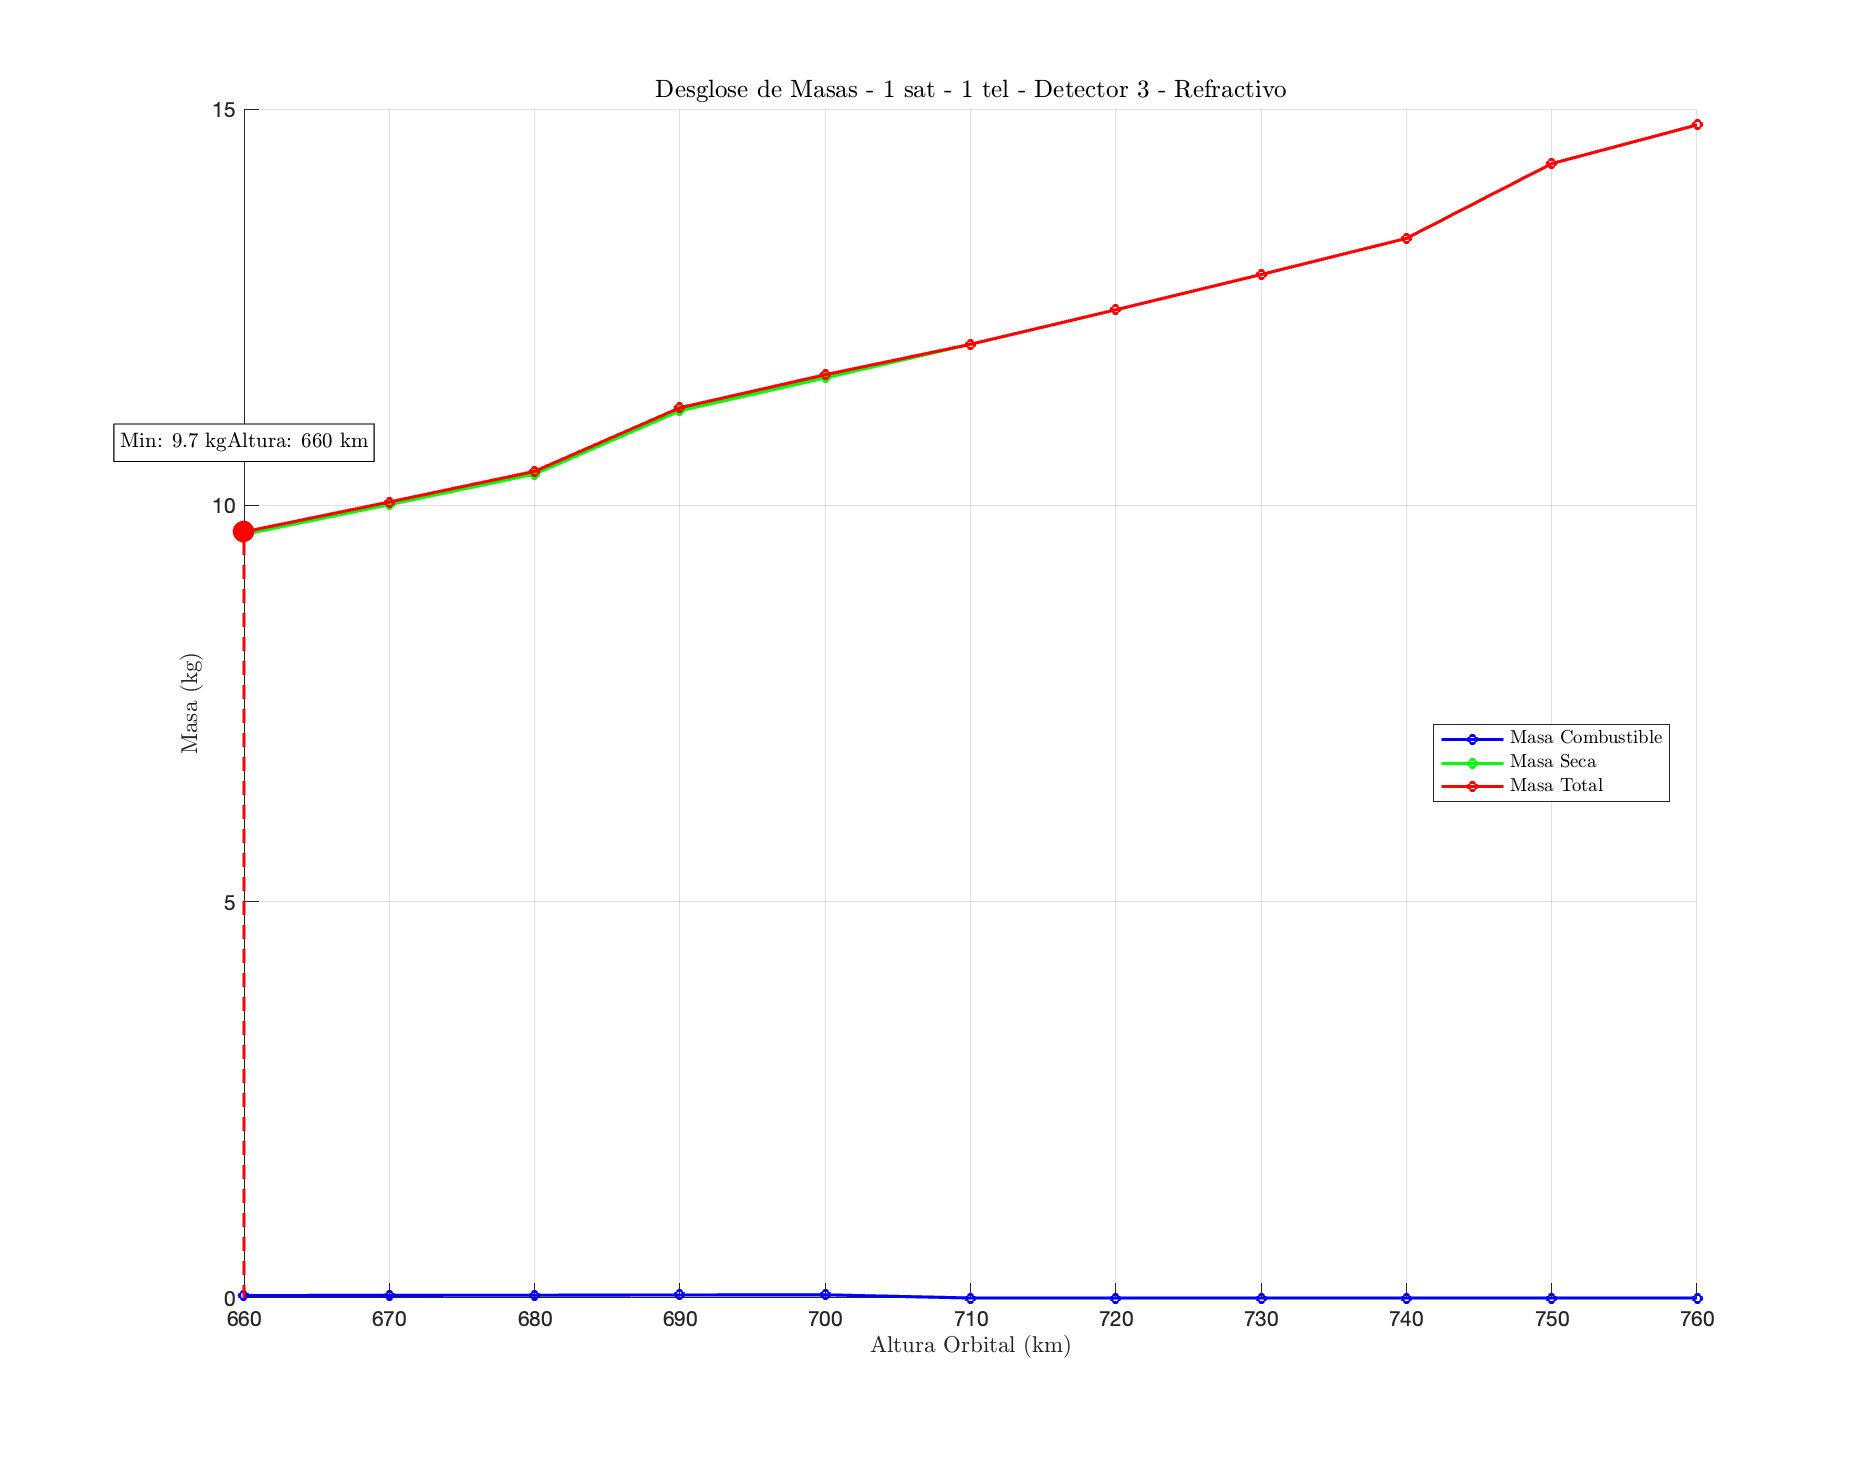 Desglose de Masas - 1 sat - 1 tel - Detector 3 - Refractivo
15
Min: 9.7 kgAltura: 660 km
10
Masa (kg)
Masa Combustible
Masa Seca
Masa Total
5
0
660 670 680 690 700 710 720 730 740 750 760
Altura Orbital (km)